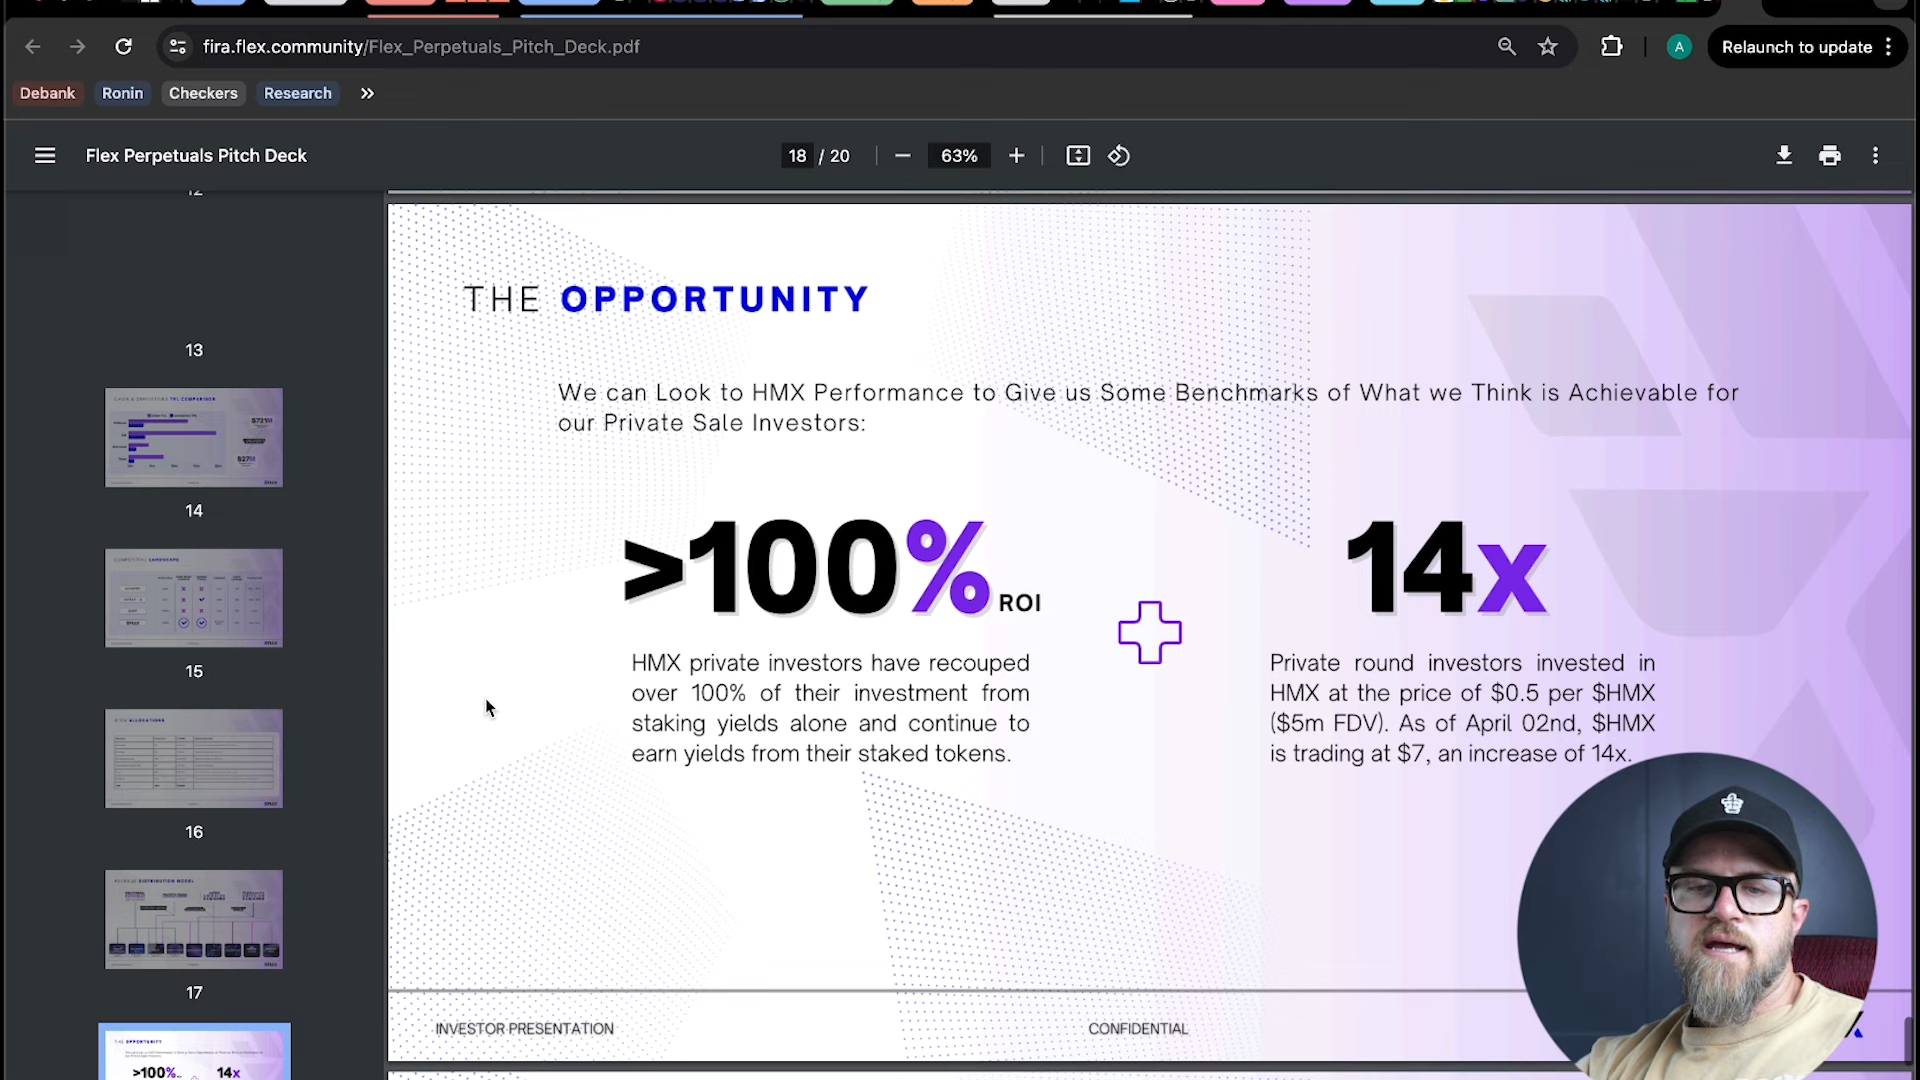 fira.flex.community/Flex_Perpetuals_Pitch_Deck.pdf
A
Relaunch to update
Debank
Ronin
Checkers
Research
Flex Perpetuals Pitch Deck
18 / 20
63%
12
13
14
15
16
17
THE OPPORTUNITY
>100%
14x
THE OPPORTUNITY
We can Look to HMX Performance to Give us Some Benchmarks of What we Think is Achievable for
our Private Sale Investors:
>100% ROI
HMX private investors have recouped
over 100% of their investment from
staking yields alone and continue to
earn yields from their staked tokens.
14x
Private round investors invested in
HMX at the price of $0.5 per $HMX
($5m FDV). As of April 02nd, $HMX
is trading at $7, an increase of 14x.
INVESTOR PRESENTATION
CONFIDENTIAL